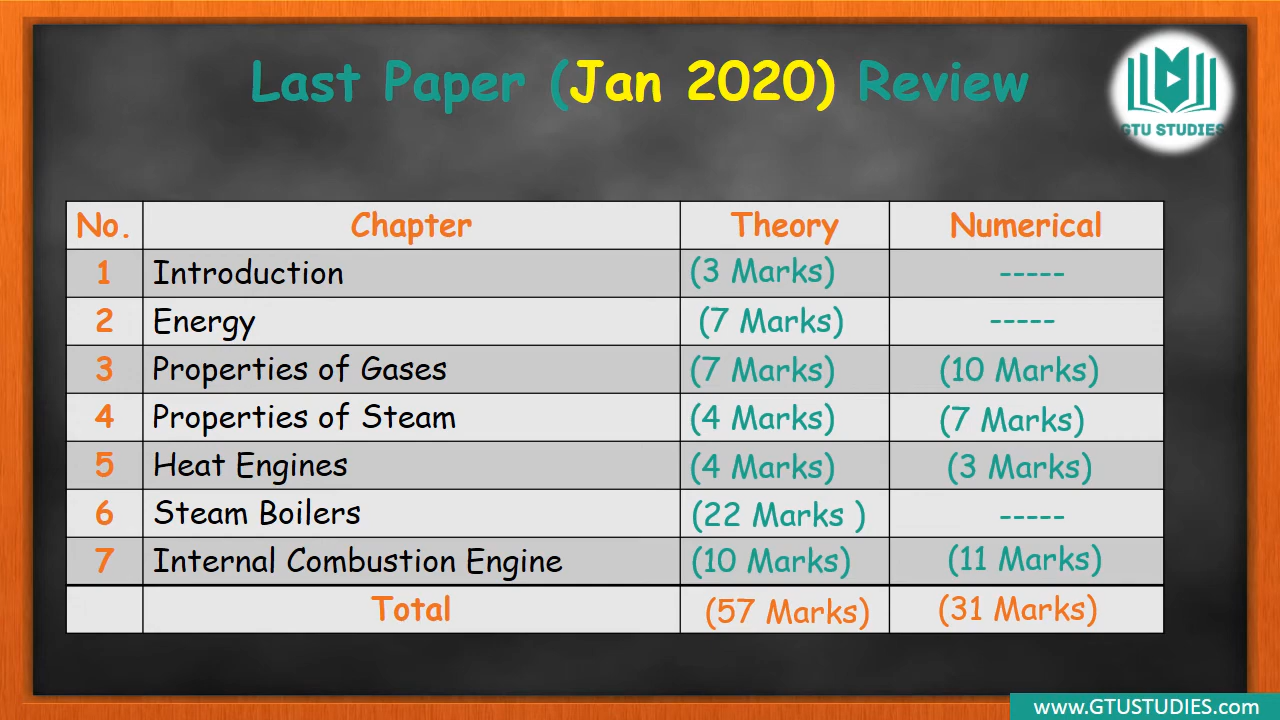 Last Paper (Jan 2020) Review
GTU STUDIES
No. Chapter Theory Numerical
1 Introduction (3 Marks) -----
2 Energy (7 Marks) -----
3 Properties of Gases (7 Marks) (10 Marks)
4 Properties of Steam (4 Marks) (7 Marks)
5 Heat Engines (4 Marks) (3 Marks)
6 Steam Boilers (22 Marks ) -----
7 Internal Combustion Engine (10 Marks) (11 Marks)
Total (57 Marks) (31 Marks)
www.GTUSTUDIES.com